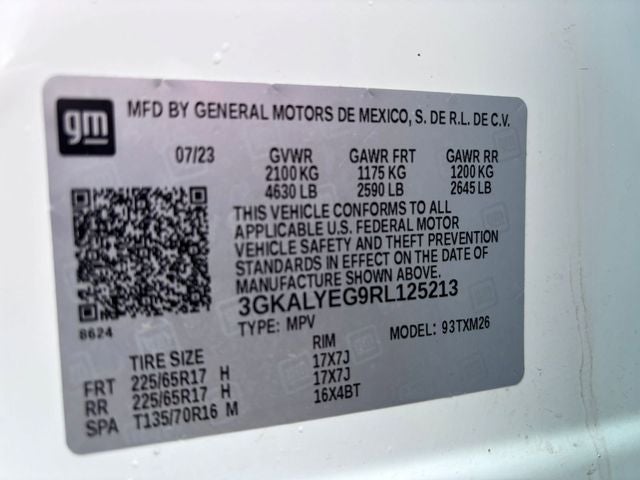 gm
MFD BY GENERAL MOTORS DE MEXICO, S. DE R.L. DE C.V.
07/23 GVWR GAWR FRT GAWR RR
2100 KG 1175 KG 1200 KG
4630 LB 2590 LB 2645 LB
THIS VEHICLE CONFORMS TO ALL
APPLICABLE U.S. FEDERAL MOTOR
VEHICLE SAFETY AND THEFT PREVENTION
STANDARDS IN EFFECT ON THE DATE OF
MANUFACTURE SHOWN ABOVE.
3GKALYEG9RL125213
8624
TYPE: MPV MODEL: 93TXM26
TIRE SIZE RIM
FRT 225/65R17 H 17X7J
RR 225/65R17 H 17X7J
SPA T135/70R16 M 16X4BT